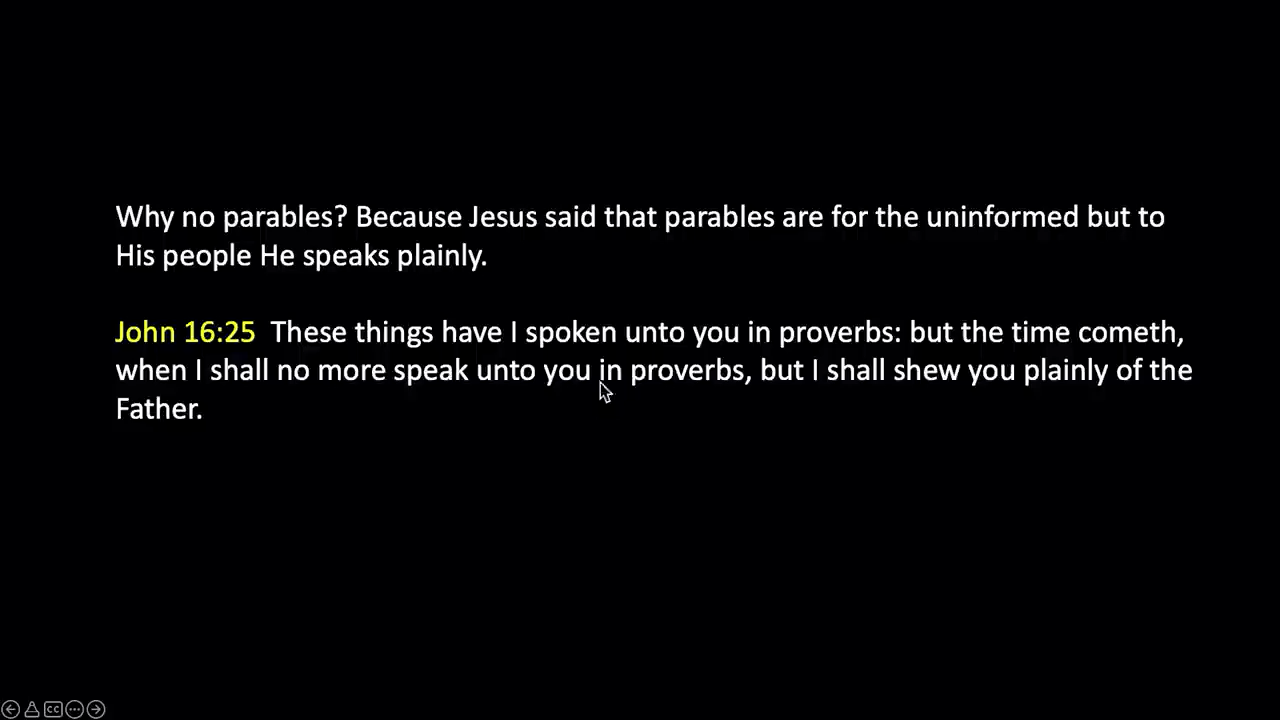 Why no parables? Because Jesus said that parables are for the uninformed but to
His people He speaks plainly.
John 16:25 These things have I spoken unto you in proverbs: but the time cometh,
when I shall no more speak unto you in proverbs, but I shall shew you plainly of the
Father.
CC